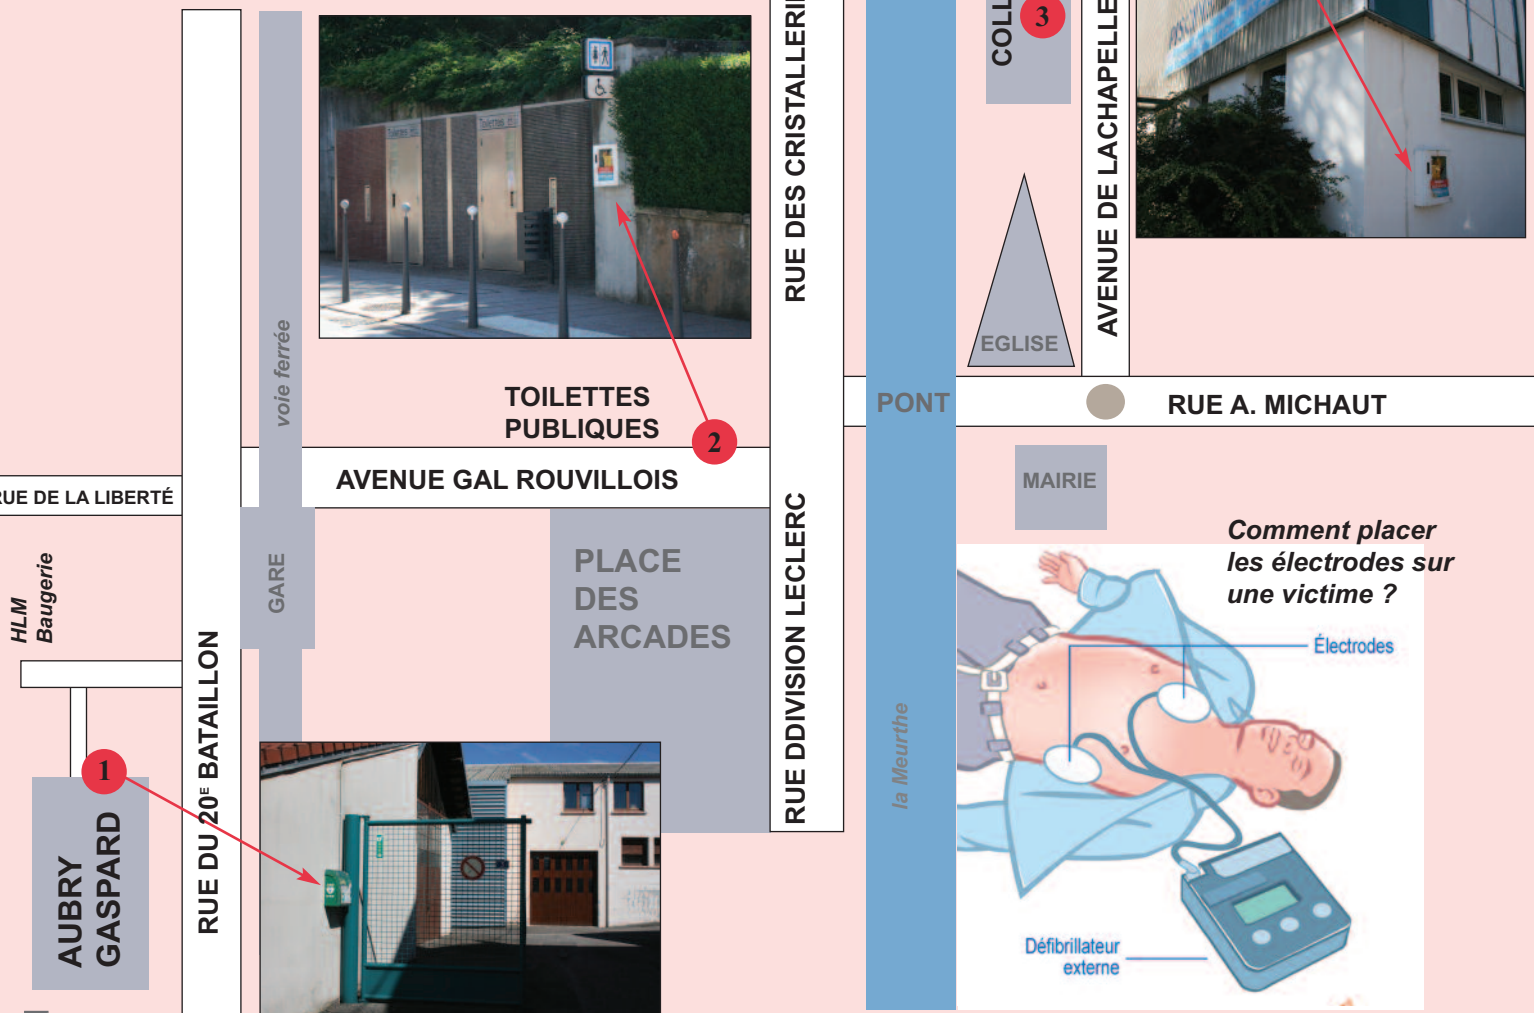 COLL
3
RUE DES CRISTALLERI
AVENUE DE LACHAPELLE
Toilettes
Toilettes
voie ferrée
EGLISE
TOILETTES
PUBLIQUES
2
PONT
RUE A. MICHAUT
AVENUE GAL ROUVILLOIS
RUE DE LA LIBERTÉ
MAIRIE
HLM
Baugerie
GARE
PLACE
DES
ARCADES
RUE DDIVISION LECLERC
Comment placer
les électrodes sur
une victime ?
Électrodes
RUE DU 20E BATAILLON
la Meurthe
1
AUBRY
GASPARD
Défibrillateur
externe